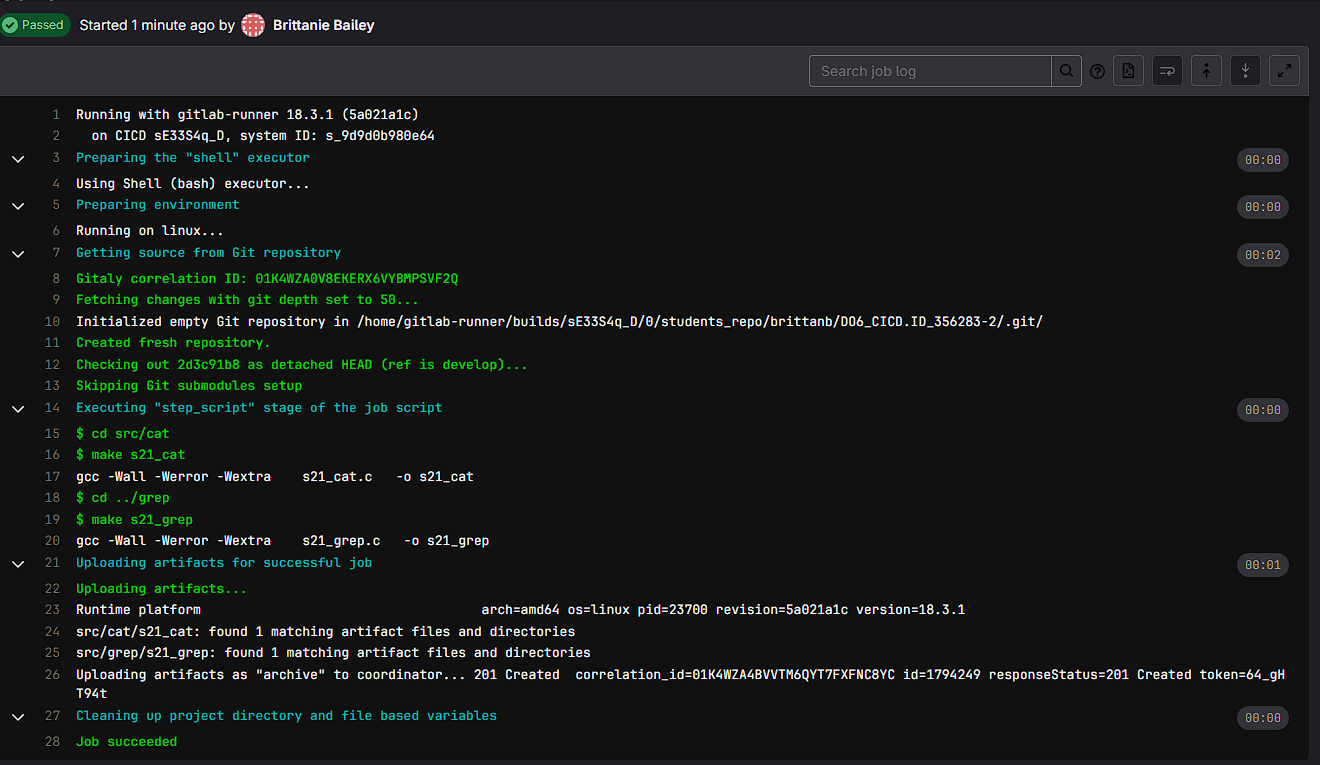 Passed Started 1 minute ago by Brittanie Bailey
Search job log
1 Running with gitlab-runner 18.3.1 (5a021a1c)
2 on CICD sE33S4q_D, system ID: s_9d9d0b980e64
3 Preparing the "shell" executor 00:00
4 Using Shell (bash) executor...
5 Preparing environment 00:00
6 Running on linux...
7 Getting source from Git repository 00:02
8 Gitaly correlation ID: 01K4WZA0V8EKERX6VYBMPSVF2Q
9 Fetching changes with git depth set to 50...
10 Initialized empty Git repository in /home/gitlab-runner/builds/sE33S4q_D/0/students_repo/brittanb/DO6_CICD.ID_356283-2/.git/
11 Created fresh repository.
12 Checking out 2d3c91b8 as detached HEAD (ref is develop)...
13 Skipping Git submodules setup
14 Executing "step_script" stage of the job script 00:00
15 $ cd src/cat
16 $ make s21_cat
17 gcc -Wall -Werror -Wextra s21_cat.c -o s21_cat
18 $ cd ../grep
19 $ make s21_grep
20 gcc -Wall -Werror -Wextra s21_grep.c -o s21_grep
21 Uploading artifacts for successful job 00:01
22 Uploading artifacts...
23 Runtime platform arch=amd64 os=linux pid=23700 revision=5a021a1c version=18.3.1
24 src/cat/s21_cat: found 1 matching artifact files and directories
25 src/grep/s21_grep: found 1 matching artifact files and directories
26 Uploading artifacts as "archive" to coordinator... 201 Created correlation_id=01K4WZA4BVVTM6QYT7FXFNC8YC id=1794249 responseStatus=201 Created token=64_gH
T94t
27 Cleaning up project directory and file based variables 00:00
28 Job succeeded